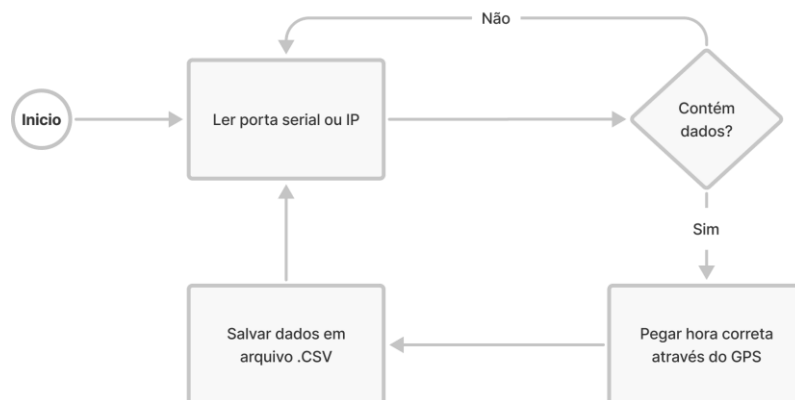 Não
Inicio
Ler porta serial ou IP
Contém
dados?
Sim
Salvar dados em
arquivo .CSV
Pegar hora correta
através do GPS